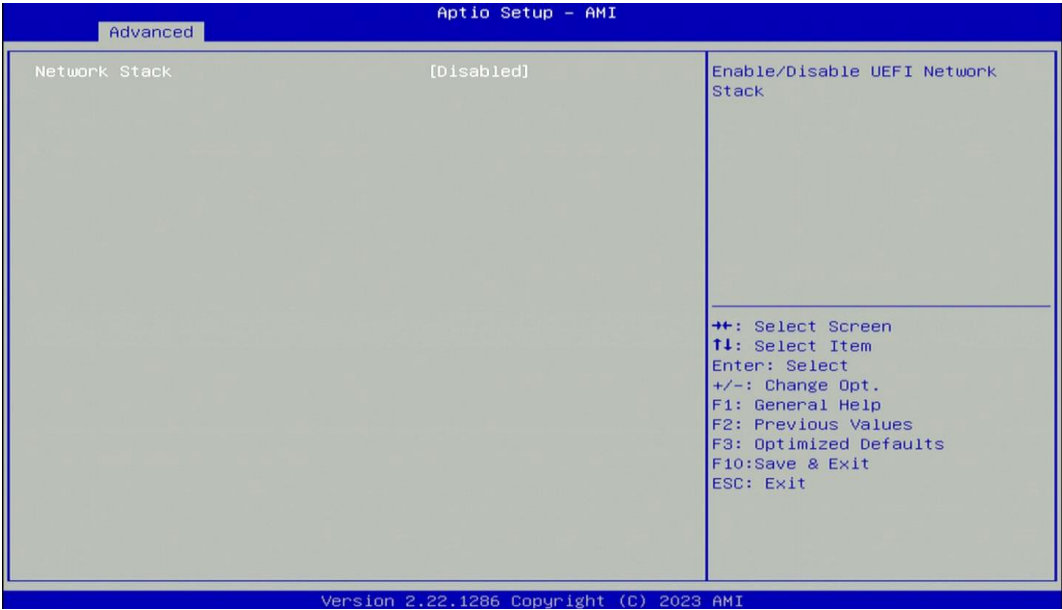 Aptio Setup – AMI
Advanced
Network Stack [Disabled]
Enable/Disable UEFI Network
Stack
→←: Select Screen
↑↓: Select Item
Enter: Select
+/-: Change Opt.
F1: General Help
F2: Previous Values
F3: Optimized Defaults
F10:Save & Exit
ESC: Exit
Version 2.22.1286 Copyright (C) 2023 AMI